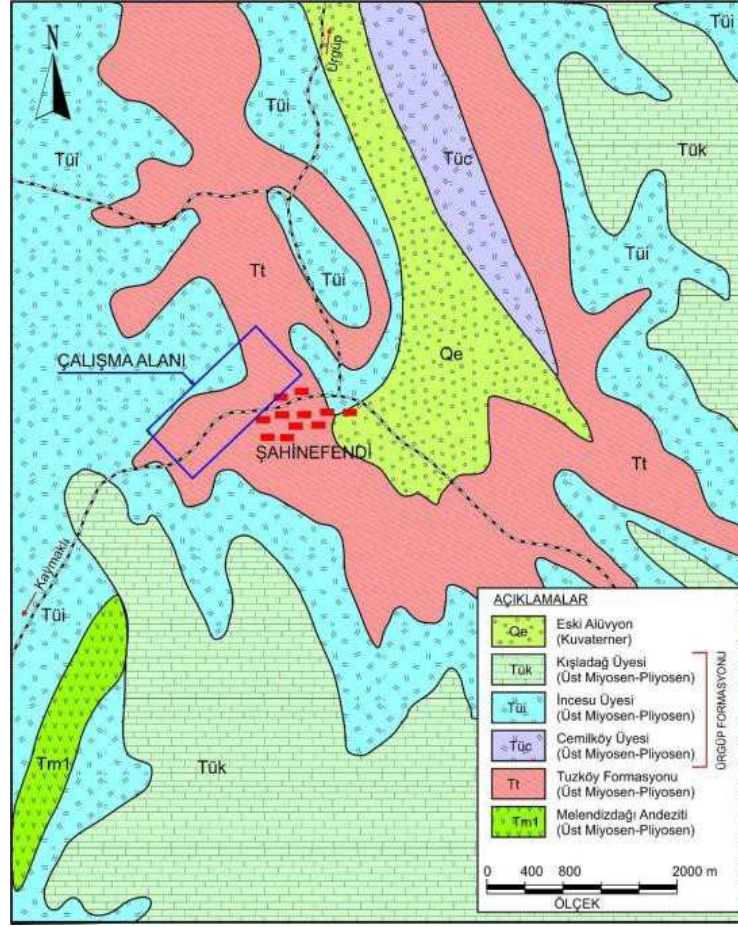 N
Ürgüp
Tüi
Tüi
Tüi
Tüc
Tük
Tüi
Tt
Tüi
Qe
ÇALIŞMA ALANI
ŞAHİNEFENDİ
Tt
Kaymaklı
Tüi
Tm1
Tük
AÇIKLAMALAR
Qe Eski Alüvyon
(Kuvaterner)
Tük Kışladağ Üyesi
(Üst Miyosen-Pliyosen)
Tüi İncesu Üyesi
(Üst Miyosen-Pliyosen)
Tüc Cemilköy Üyesi
(Üst Miyosen-Pliyosen)
ÜRGÜP FORMASYONU
Tt Tuzköy Formasyonu
(Üst Miyosen-Pliyosen)
Tm1 Melendizdağı Andeziti
(Üst Miyosen-Pliyosen)
0 400 800 2000 m
ÖLÇEK